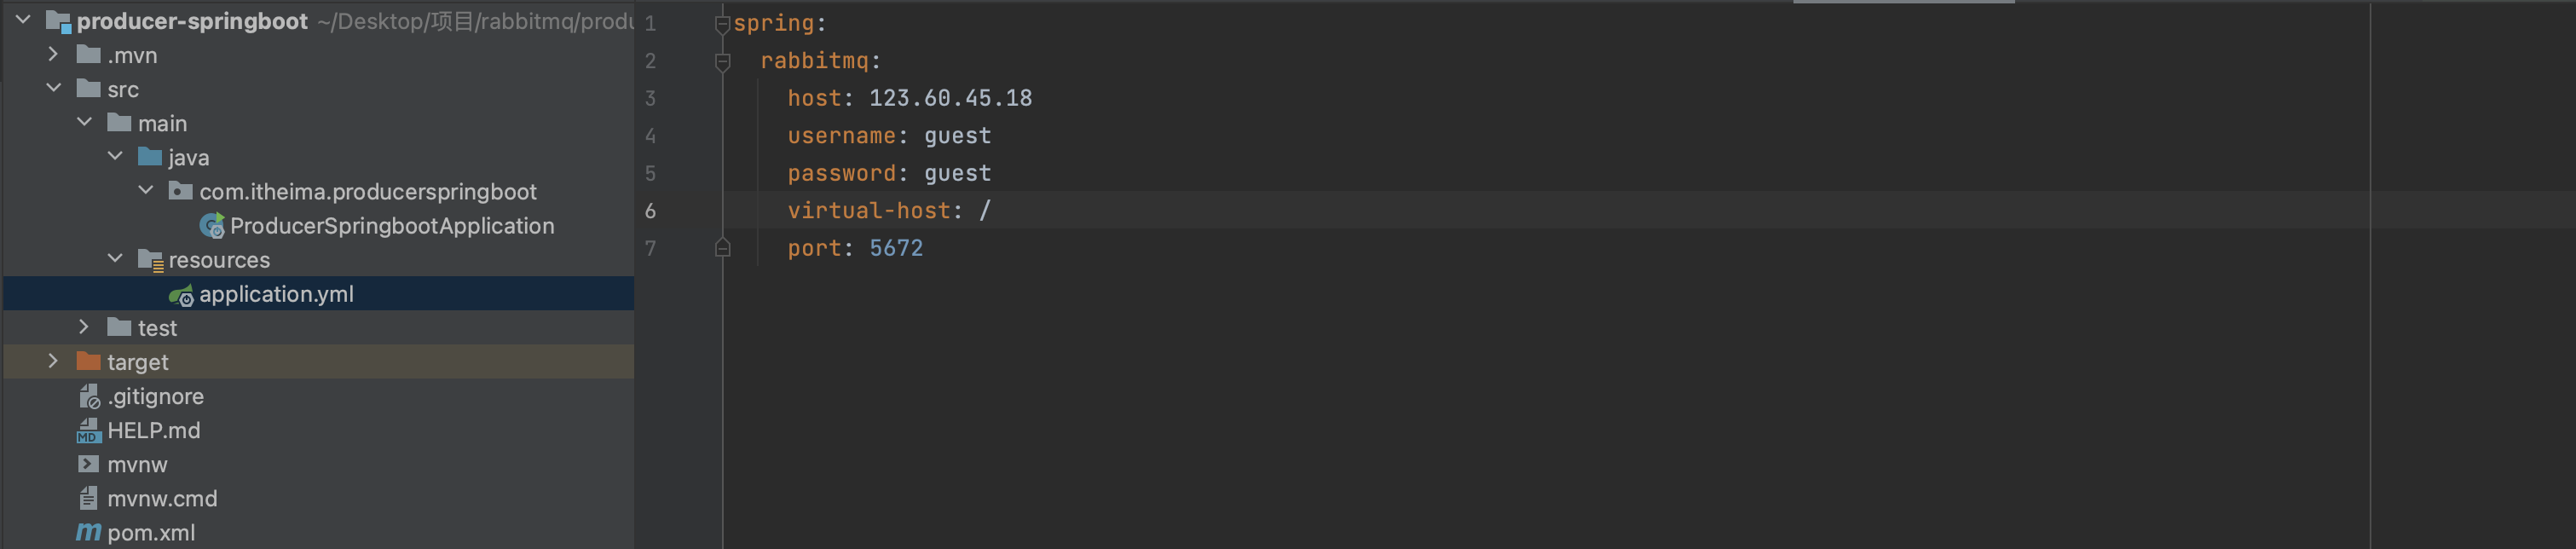 producer-springboot ~/Desktop/项目/rabbitmq/produ
.mvn
src
main
java
com.itheima.producerspringboot
ProducerSpringbootApplication
resources
application.yml
test
target
.gitignore
HELP.md
mvnw
mvnw.cmd
pom.xml
1 spring:
2 rabbitmq:
3 host: 123.60.45.18
4 username: guest
5 password: guest
6 virtual-host: /
7 port: 5672